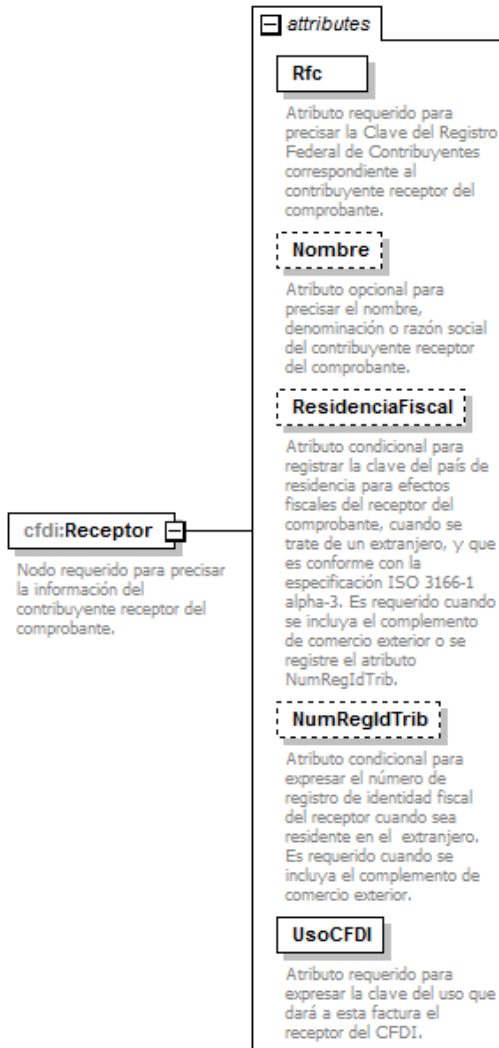 attributes
Rfc
Atributo requerido para
precisar la Clave del Registro
Federal de Contribuyentes
correspondiente al
contribuyente receptor del
comprobante.
Nombre
Atributo opcional para
precisar el nombre,
denominación o razón social
del contribuyente receptor
del comprobante.
ResidenciaFiscal
Atributo condicional para
registrar la clave del país de
residencia para efectos
fiscales del receptor del
comprobante, cuando se
trate de un extranjero, y que
es conforme con la
especificación ISO 3166-1
alpha-3. Es requerido cuando
se incluya el complemento
de comercio exterior o se
registre el atributo
NumRegIdTrib.
cfdi:Receptor
Nodo requerido para precisar
la información del
contribuyente receptor del
comprobante.
NumRegIdTrib
Atributo condicional para
expresar el número de
registro de identidad fiscal
del receptor cuando sea
residente en el extranjero.
Es requerido cuando se
incluya el complemento de
comercio exterior.
UsoCFDI
Atributo requerido para
expresar la clave del uso que
dará a esta factura el
receptor del CFDI.